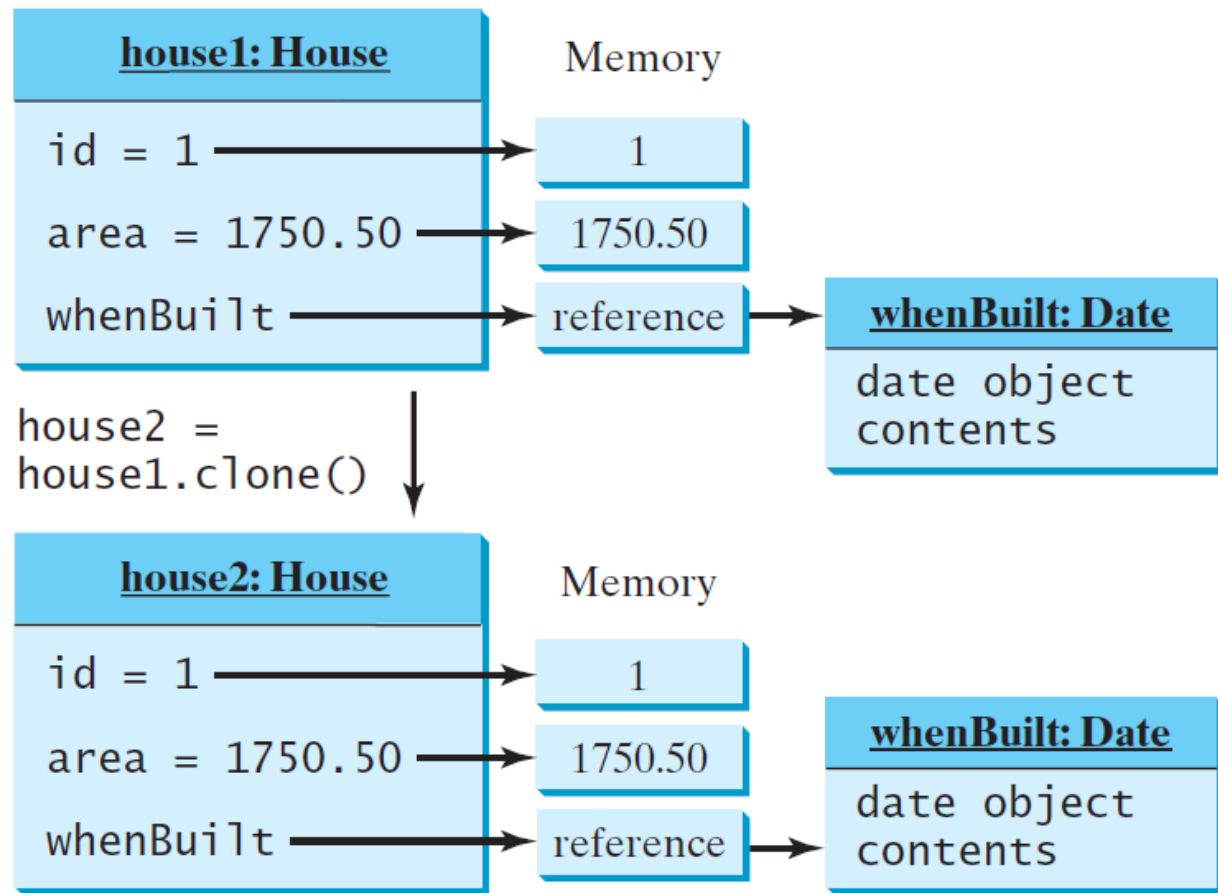 house1: House
Memory
id = 1
1
area = 1750.50
1750.50
whenBuilt
reference
whenBuilt: Date
date object
contents
house2 =
house1.clone()
house2: House
Memory
id = 1
1
area = 1750.50
1750.50
whenBuilt
reference
whenBuilt: Date
date object
contents